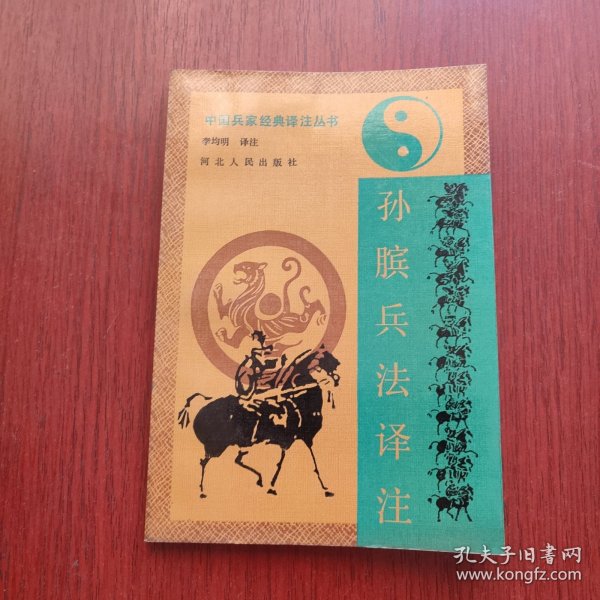 中国兵家经典译注丛书
李均明 译注
河北人民出版社
孙膑兵法译注
孔夫子旧书网
www.kongfz.com